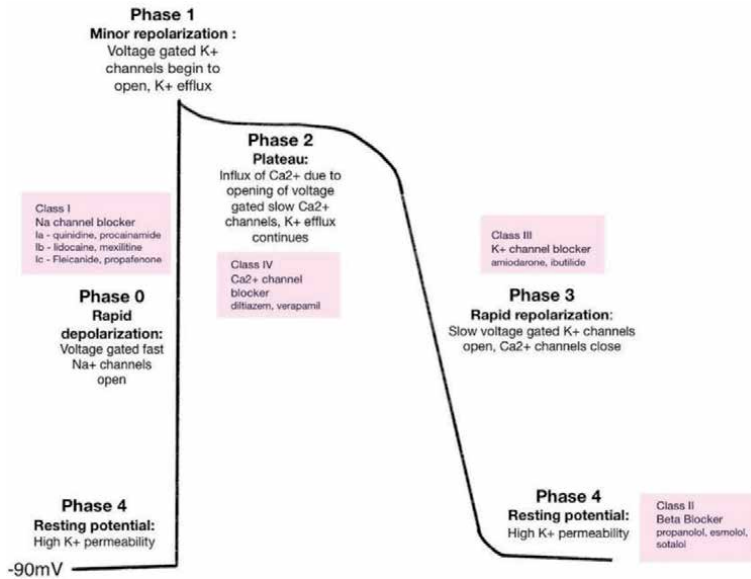 Phase 1
Minor repolarization :
Voltage gated K+
channels begin to
open, K+ efflux
Phase 2
Plateau:
Influx of Ca2+ due to
opening of voltage
gated slow Ca2+
channels, K+ efflux
continues
Class I
Na channel blocker
Ia - quinidine, procainamide
Ib - lidocaine, mexilitine
Ic - Fleicanide, propafenone
Class IV
Ca2+ channel
blocker
diltiazem, verapamil
Class III
K+ channel blocker
amiodarone, ibutilide
Phase 0
Rapid
depolarization:
Voltage gated fast
Na+ channels
open
Phase 3
Rapid repolarization:
Slow voltage gated K+ channels
open, Ca2+ channels close
Phase 4
Resting potential:
High K+ permeability
Phase 4
Resting potential:
High K+ permeability
Class II
Beta Blocker
propanolol, esmolol,
sotalol
-90mV